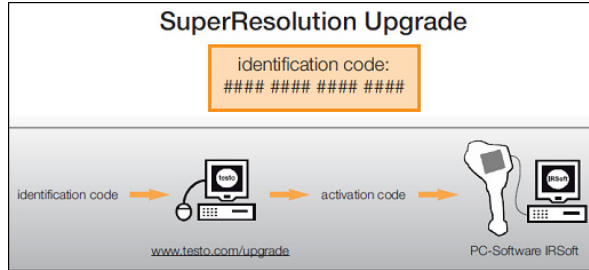 SuperResolution Upgrade
identification code:
#### #### #### ####
identification code
testo
activation code
IRSoft
www.testo.com/upgrade
PC-Software IRSoft